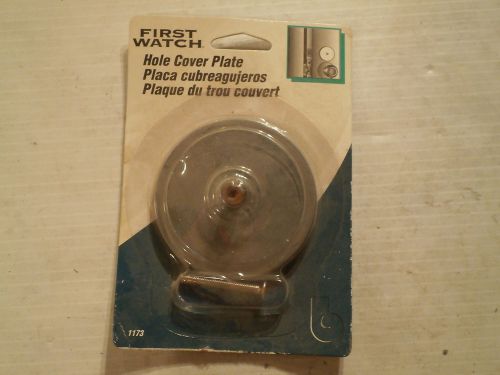 FIRST
WATCH
Hole Cover Plate
Placa cubreagujeros
Plaque du trou couvert
1173